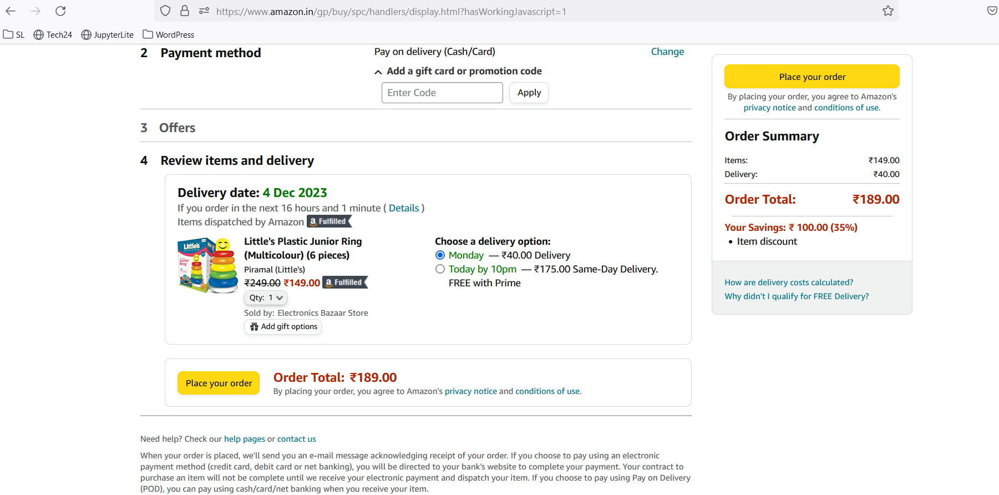 https://www.amazon.in/gp/buy/spc/handlers/display.html?hasWorkingJavascript=1
SL Tech24 JupyterLite WordPress
2 Payment method
Pay on delivery (Cash/Card)
Change
Add a gift card or promotion code
Enter Code Apply
3 Offers
4 Review items and delivery
Delivery date: 4 Dec 2023
If you order in the next 16 hours and 1 minute ( Details )
Items dispatched by Amazon a Fulfilled
Little's
Junior
Ring
Little's Plastic Junior Ring
(Multicolour) (6 pieces)
Piramal (Little's)
₹249.00 ₹149.00 a Fulfilled
Qty: 1
Sold by: Electronics Bazaar Store
Add gift options
Choose a delivery option:
Monday — ₹40.00 Delivery
Today by 10pm — ₹175.00 Same-Day Delivery.
FREE with Prime
Place your order
Order Total: ₹189.00
By placing your order, you agree to Amazon's privacy notice and conditions of use.
Need help? Check our help pages or contact us
When your order is placed, we'll send you an e-mail message acknowledging receipt of your order. If you choose to pay using an electronic
payment method (credit card, debit card or net banking), you will be directed to your bank's website to complete your payment. Your contract to
purchase an item will not be complete until we receive your electronic payment and dispatch your item. If you choose to pay using Pay on Delivery
(POD), you can pay using cash/card/net banking when you receive your item.
Place your order
By placing your order, you agree to Amazon's
privacy notice and conditions of use.
Order Summary
Items: ₹149.00
Delivery: ₹40.00
Order Total: ₹189.00
Your Savings: ₹ 100.00 (35%)
• Item discount
How are delivery costs calculated?
Why didn't I qualify for FREE Delivery?